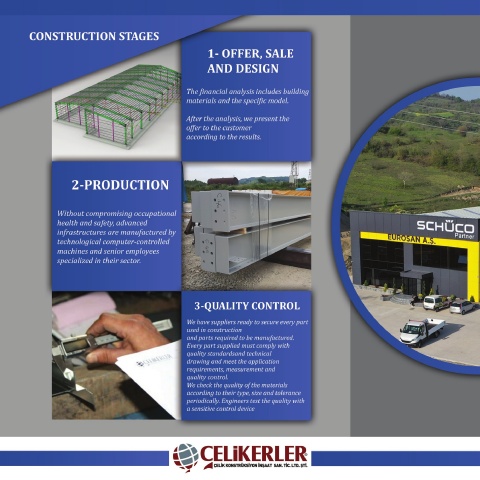 CONSTRUCTION STAGES
1- OFFER, SALE
AND DESIGN
The financial analysis includes building
materials and the specific model.
After the analysis, we present the
offer to the customer
according to the results.
2-PRODUCTION
Without compromising occupational
health and safety, advanced
infrastructures are manufactured by
technological computer-controlled
machines and senior employees
specialized in their sector.
3-QUALITY CONTROL
We have suppliers ready to secure every part
used in construction
and parts required to be manufactured.
Every part supplied must comply with
quality standardsand technical
drawing and meet the application
requirements, measurement and
quality control.
We check the quality of the materials
according to their type, size and tolerance
periodically. Engineers test the quality with
a sensitive control device
SCHÜCO
Partner
EUROSAN A.S.
ÇELİKERLER
ÇELİK KONSTRÜKSİYON İNŞAAT SAN. TİC. LTD. ŞTİ.